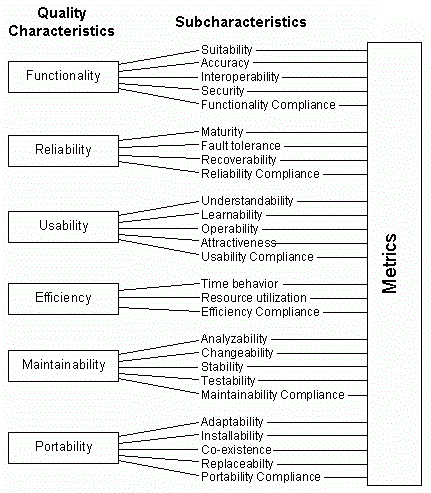 Quality
Characteristics
Subcharacteristics
Functionality
Suitability
Accuracy
Interoperability
Security
Functionality Compliance
Reliability
Maturity
Fault tolerance
Recoverability
Reliability Compliance
Usability
Understandability
Learnability
Operability
Attractiveness
Usability Compliance
Efficiency
Time behavior
Resource utilization
Efficiency Compliance
Maintainability
Analyzability
Changeability
Stability
Testability
Maintainability Compliance
Portability
Adaptability
Installability
Co-existence
Replaceabilty
Portability Compliance
Metrics